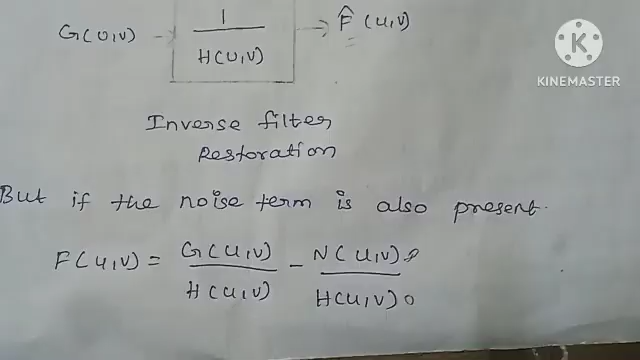 G(U,V) → 1 / H(U,V) → F̂(U,V)
KINEMASTER
Inverse filter
Restoration
But if the noise term is also present.
F(U,V) = G(U,V) / H(U,V) - N(U,V) / H(U,V)